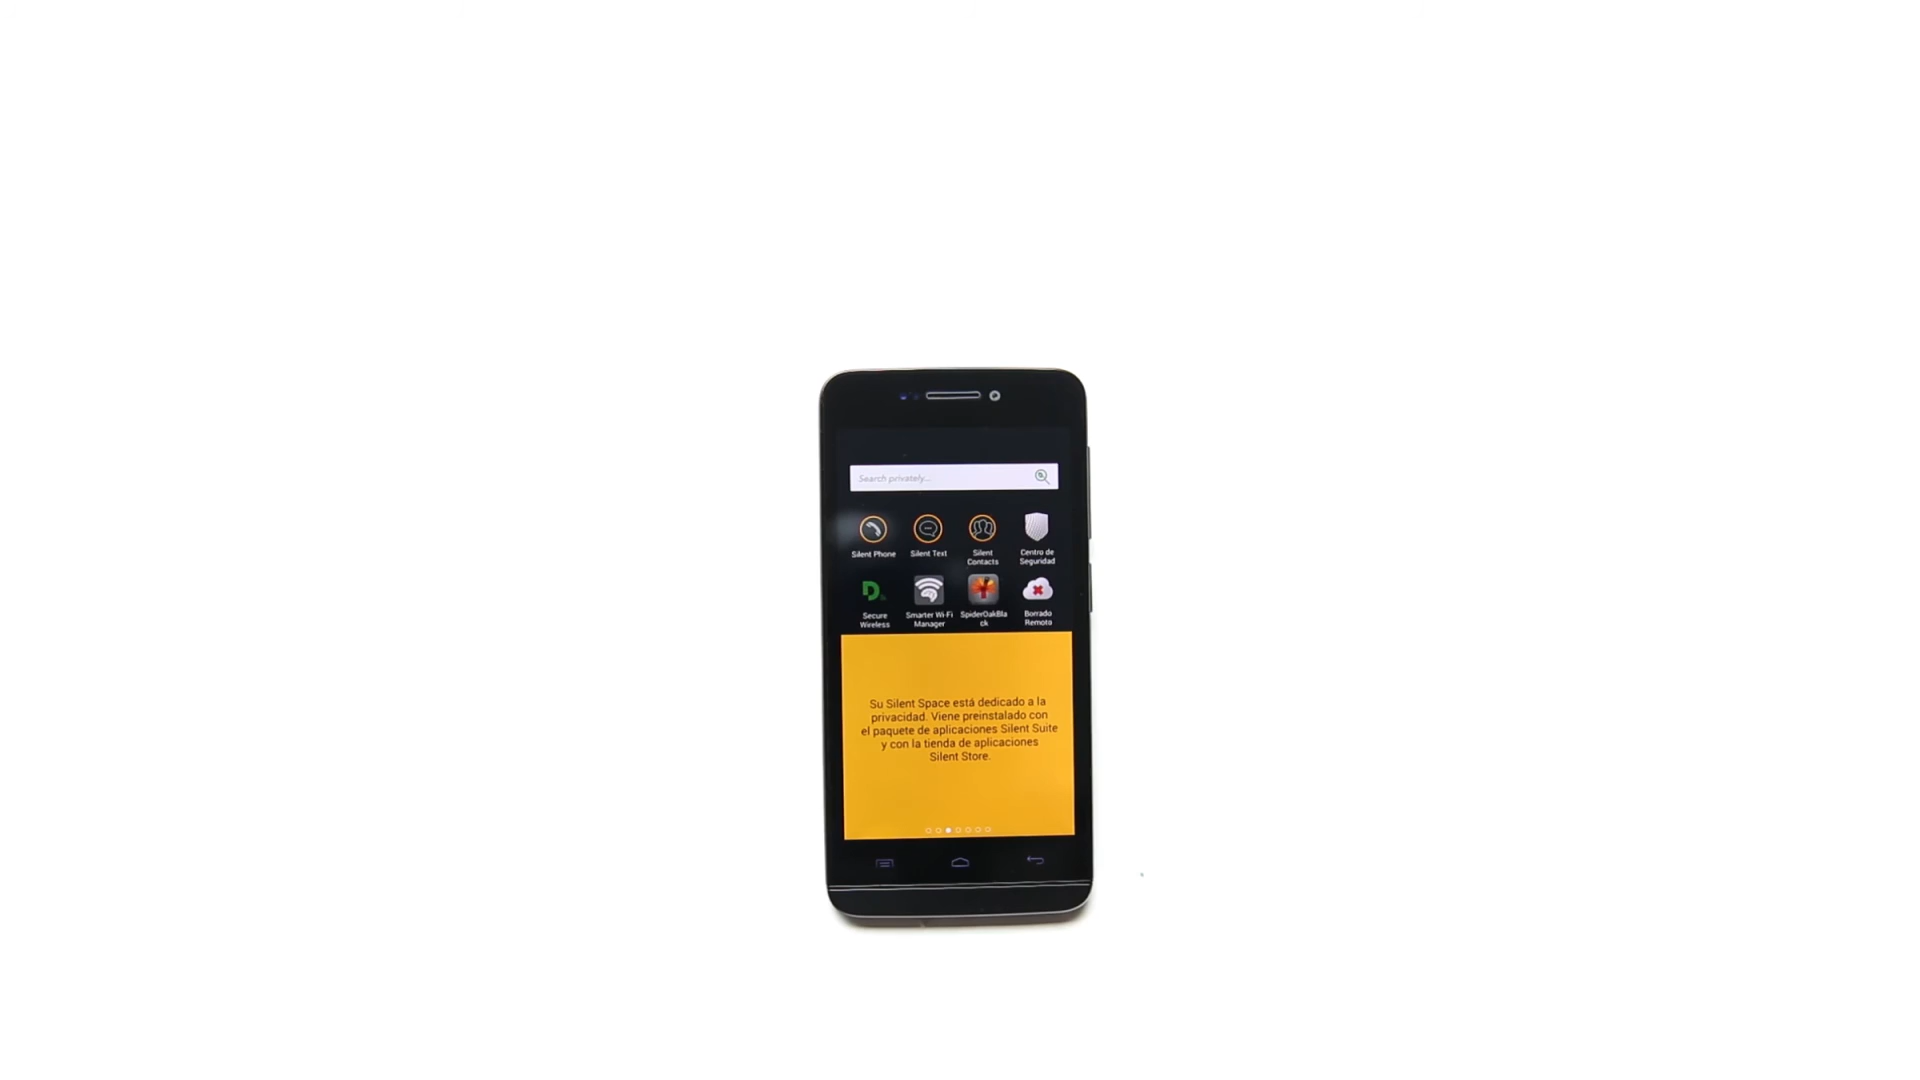 Search privately...
Silent Phone
Silent Text
Silent
Contacts
Centro de
Seguridad
Secure
Wireless
Smarter Wi-Fi
Manager
SpiderOakBla
ck
Borrado
Remoto
Su Silent Space está dedicado a la
privacidad. Viene preinstalado con
el paquete de aplicaciones Silent Suite
y con la tienda de aplicaciones
Silent Store.